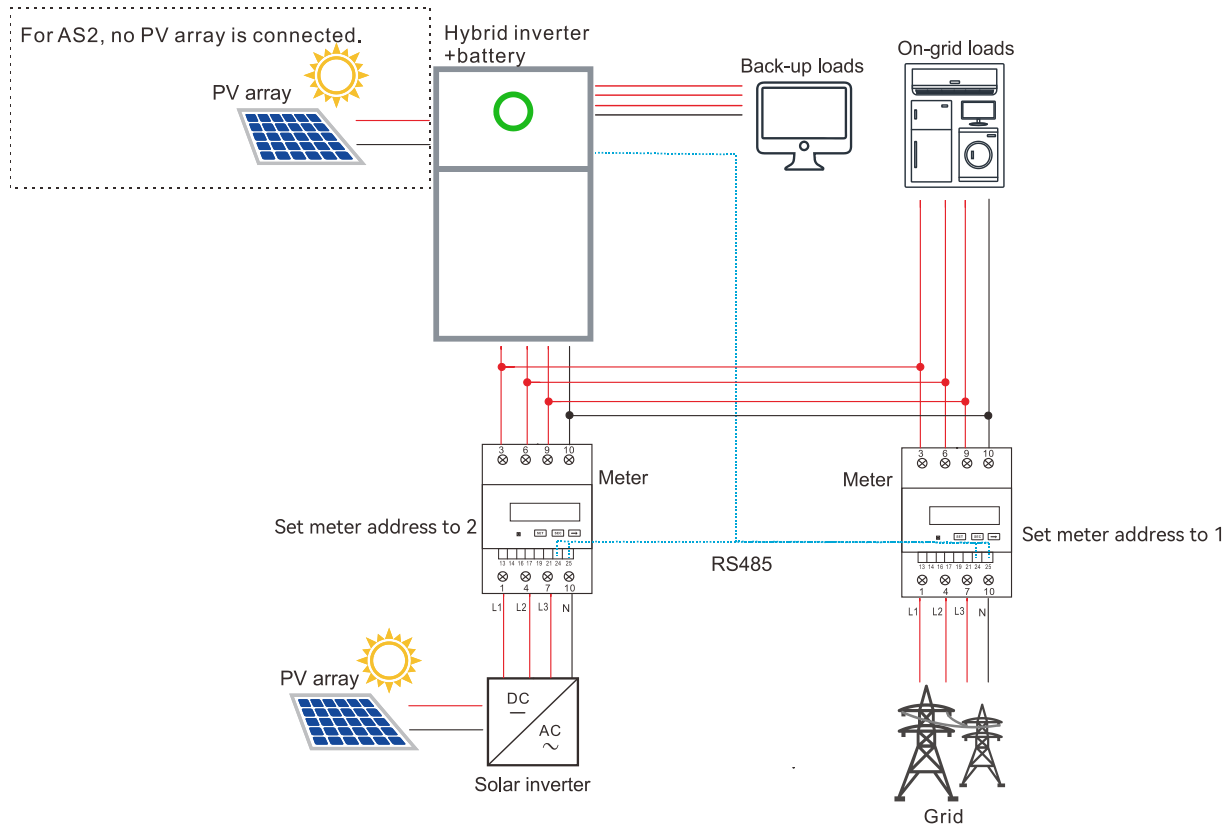 For AS2, no PV array is connected.
PV array
Hybrid inverter
+battery
Back-up loads
On-grid loads
3 6 9 10
Meter
Set meter address to 2
SET SEC
13 14 16 17 19 21 24 25
1 4 7 10
L1 L2 L3 N
RS485
3 6 9 10
Meter
Set meter address to 1
SET SEC
13 14 16 17 19 21 24 25
1 4 7 10
L1 L2 L3 N
PV array
DC
AC
Solar inverter
Grid